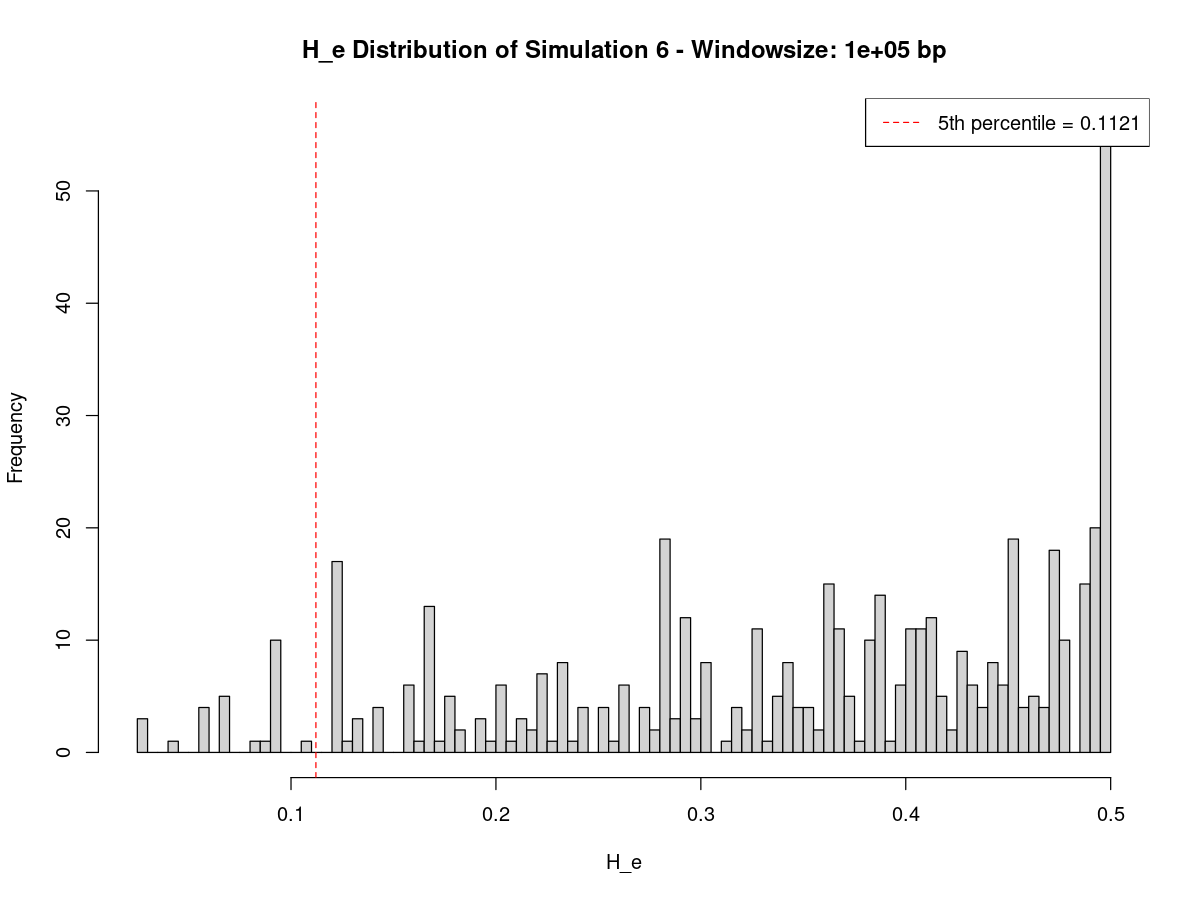 H_e Distribution of Simulation 6 - Windowsize: 1e+05 bp
5th percentile = 0.1121
Frequency
50
40
30
20
10
0
0.1 0.2 0.3 0.4 0.5
H_e